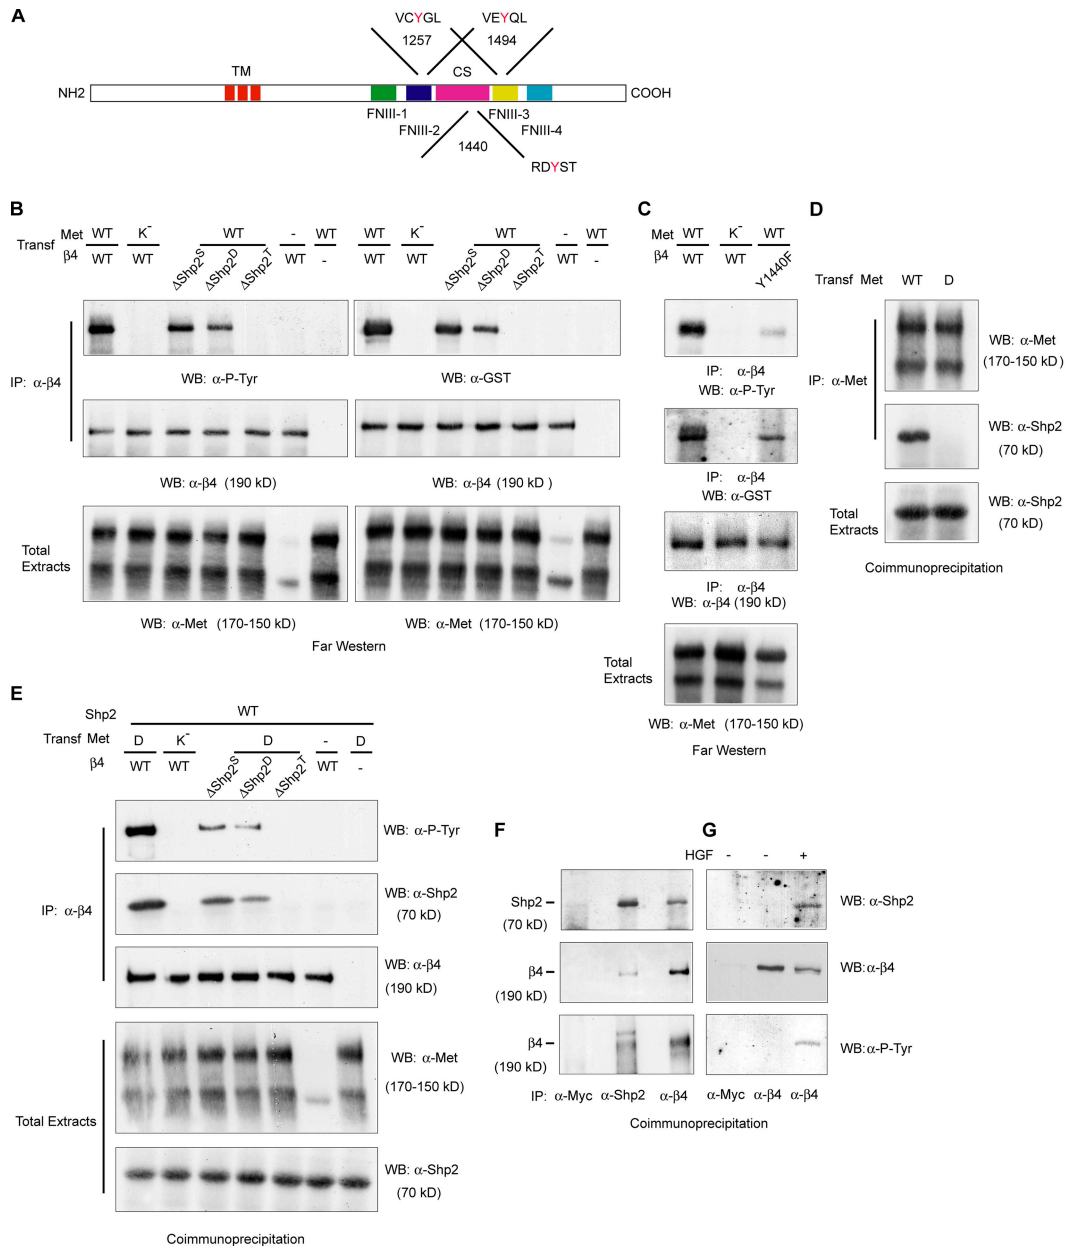 A
VCYGL VEYQL
1257 1494
TM CS
NH2 COOH
FNIII-1 FNIII-3
FNIII-2 FNIII-4
1440
RDYST
B
Transf Met WT K- WT - WT WT K- WT - WT
β4 WT WT ΔShp2S ΔShp2D ΔShp2T WT - WT WT ΔShp2S ΔShp2D ΔShp2T WT -
IP: α-β4
WB: α-P-Tyr WB: α-GST
WB: α-β4 (190 kD) WB: α-β4 (190 kD )
Total
Extracts
WB: α-Met (170-150 kD) WB: α-Met (170-150 kD)
Far Western
C
Met WT K- WT
β4 WT WT Y1440F
IP: α-β4
WB: α-P-Tyr
IP: α-β4
WB: α-GST
IP: α-β4
WB: α-β4 (190 kD)
Total
Extracts
WB: α-Met (170-150 kD)
Far Western
D
Transf Met WT D
IP: α-Met
WB: α-Met
(170-150 kD)
WB: α-Shp2
(70 kD)
Total
Extracts
WB: α-Shp2
(70 kD)
Coimmunoprecipitation
E
Shp2 WT
Transf Met D K- D - D
β4 WT WT ΔShp2S ΔShp2D ΔShp2T WT -
WB: α-P-Tyr
IP: α-β4
WB: α-Shp2
(70 kD)
WB: α-β4
(190 kD)
WB: α-Met
(170-150 kD)
Total Extracts
WB: α-Shp2
(70 kD)
Coimmunoprecipitation
F G
HGF - - +
Shp2
(70 kD)
WB: α-Shp2
β4
(190 kD)
WB:α-β4
β4
(190 kD)
WB:α-P-Tyr
IP: α-Myc α-Shp2 α-β4 α-Myc α-β4 α-β4
Coimmunoprecipitation